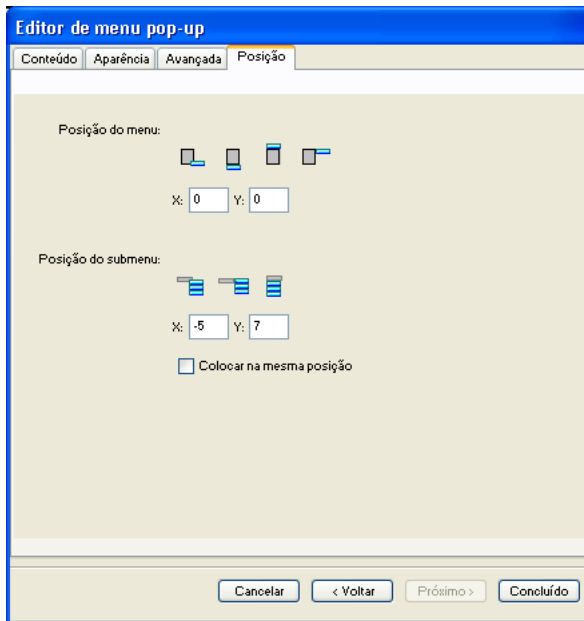 Editor de menu pop-up
Conteúdo Aparência Avançada Posição
Posição do menu:
X: 0 Y: 0
Posição do submenu:
X: -5 Y: 7
Colocar na mesma posição
Cancelar < Voltar Próximo > Concluído